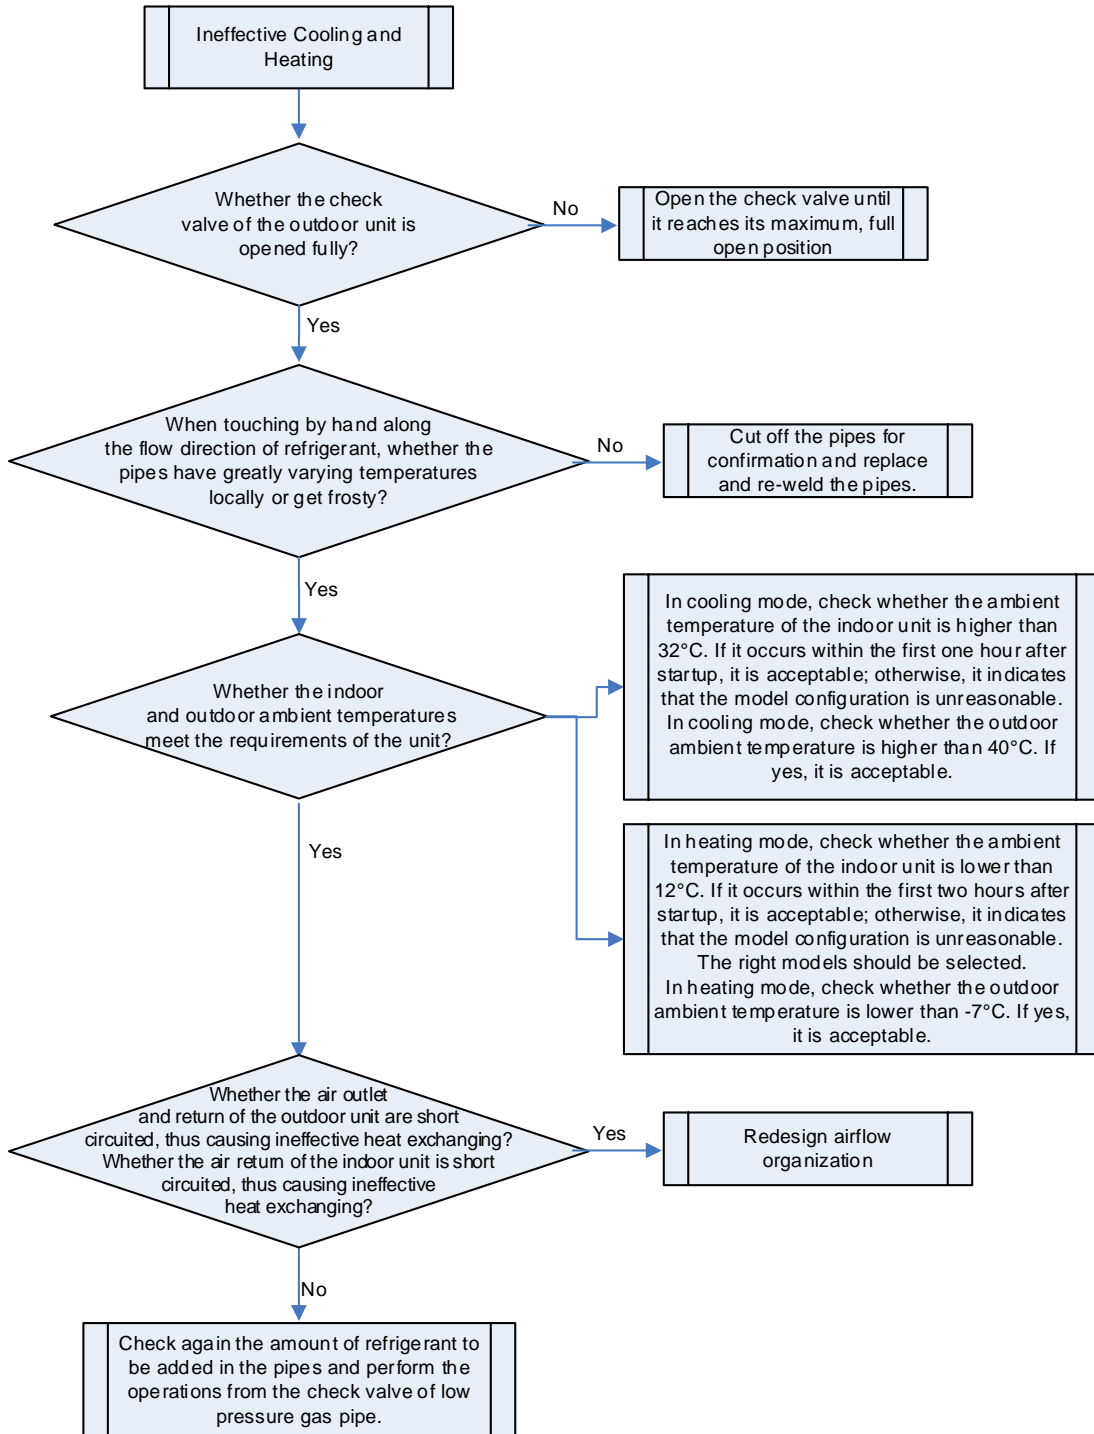 Ineffective Cooling and
Heating
Whether the check
valve of the outdoor unit is
opened fully?
No
Open the check valve until
it reaches its maximum, full
open position
Yes
When touching by hand along
the flow direction of refrigerant, whether the
pipes have greatly varying temperatures
locally or get frosty?
No
Cut off the pipes for
confirmation and replace
and re-weld the pipes.
Yes
Whether the indoor
and outdoor ambient temperatures
meet the requirements of the unit?
In cooling mode, check whether the ambient
temperature of the indoor unit is higher than
32°C. If it occurs within the first one hour after
startup, it is acceptable; otherwise, it indicates
that the model configuration is unreasonable.
In cooling mode, check whether the outdoor
ambient temperature is higher than 40°C. If
yes, it is acceptable.
In heating mode, check whether the ambient
temperature of the indoor unit is lower than
12°C. If it occurs within the first two hours after
startup, it is acceptable; otherwise, it indicates
that the model configuration is unreasonable.
The right models should be selected.
In heating mode, check whether the outdoor
ambient temperature is lower than -7°C. If yes,
it is acceptable.
Yes
Whether the air outlet
and return of the outdoor unit are short
circuited, thus causing ineffective heat exchanging?
Whether the air return of the indoor unit is short
circuited, thus causing ineffective
heat exchanging?
Yes
Redesign airflow
organization
No
Check again the amount of refrigerant to
be added in the pipes and perform the
operations from the check valve of low
pressure gas pipe.